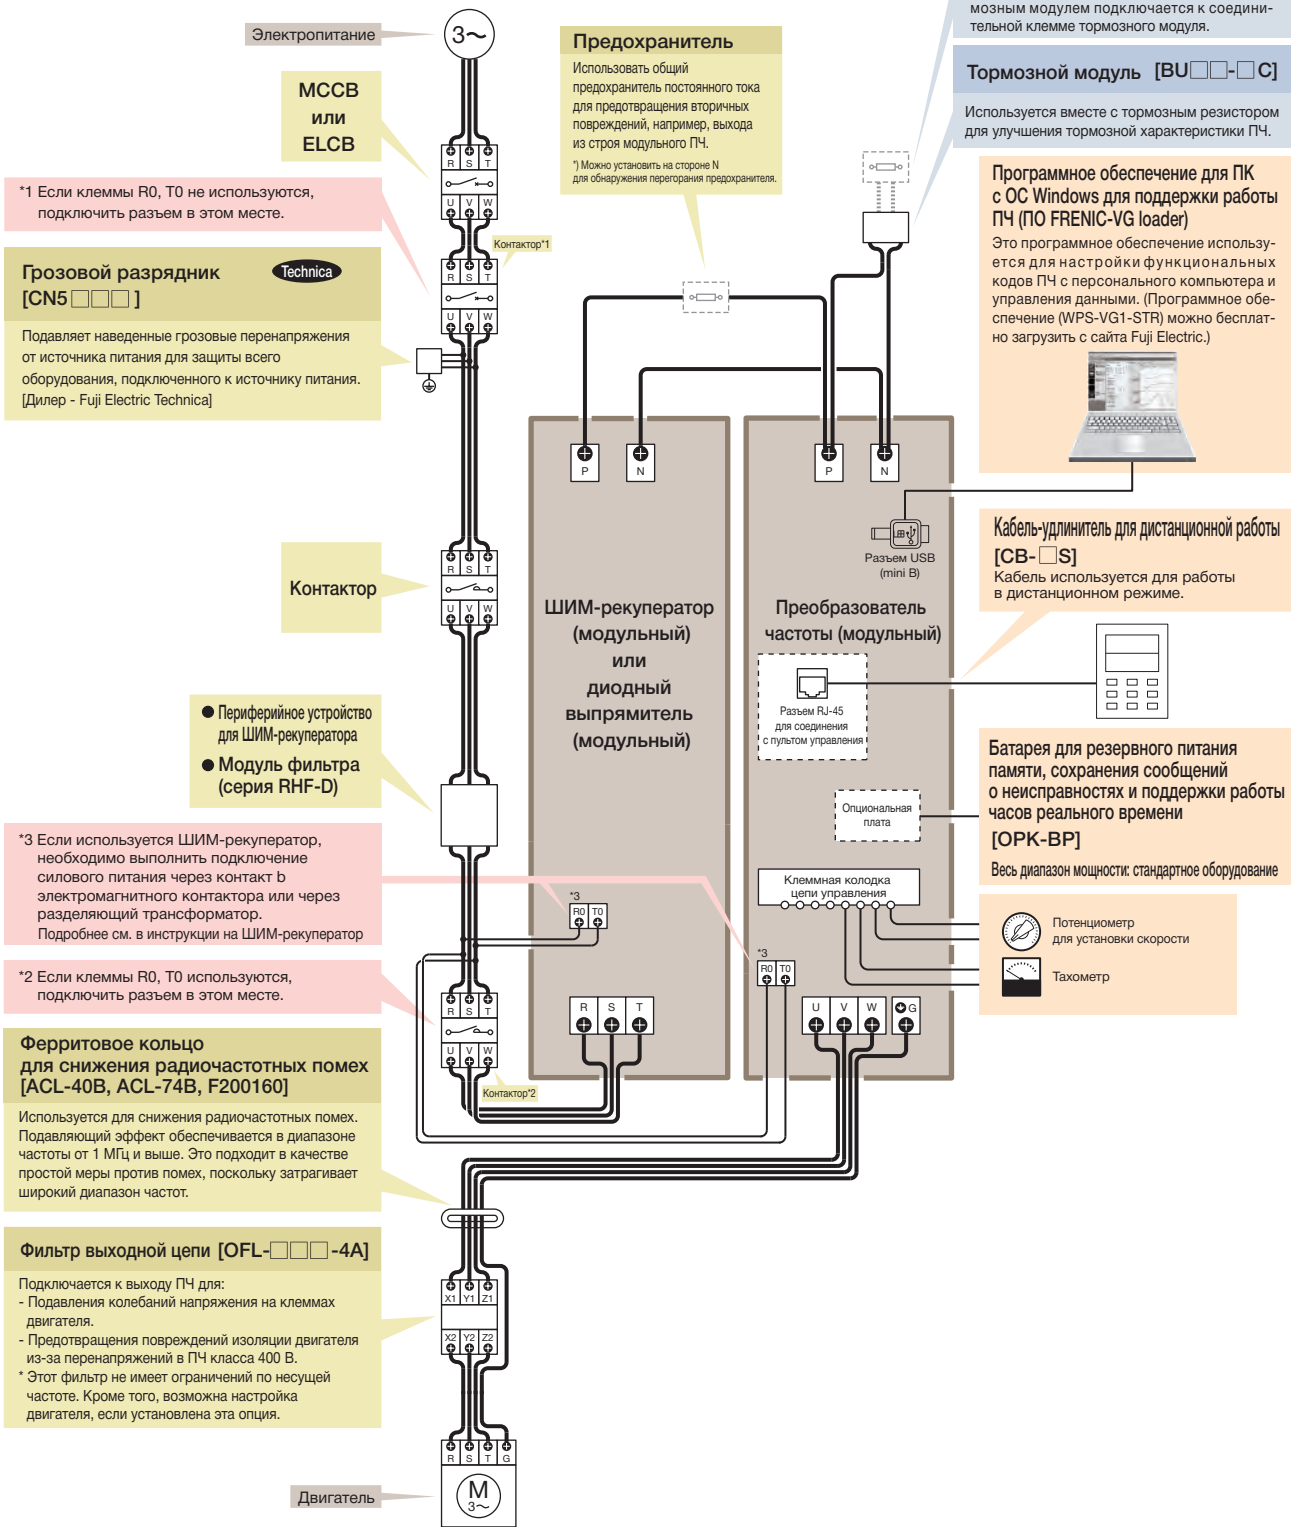 мозным модулем подключается к соедини-
тельной клемме тормозного модуля.
Тормозной модуль [BU□□-□C]
Используется вместе с тормозным резистором
для улучшения тормозной характеристики ПЧ.
Электропитание
3~
MCCB
или
ELCB
R S T
U V W
Предохранитель
Использовать общий
предохранитель постоянного тока
для предотвращения вторичных
повреждений, например, выхода
из строя модульного ПЧ.
*) Можно установить на стороне N
для обнаружения перегорания предохранителя.
*1 Если клеммы R0, T0 не используются,
подключить разъем в этом месте.
Контактор*1
R S T
U V W
Грозовой разрядник
Technica
[CN5□□□]
Подавляет наведенные грозовые перенапряжения
от источника питания для защиты всего
оборудования, подключенного к источнику питания.
[Дилер - Fuji Electric Technica]
Программное обеспечение для ПК
с ОС Windows для поддержки работы
ПЧ (ПО FRENIC-VG loader)
Это программное обеспечение использу-
ется для настройки функциональных
кодов ПЧ с персонального компьютера и
управления данными. (Программное обе-
спечение (WPS-VG1-STR) можно бесплат-
но загрузить с сайта Fuji Electric.)
P N
P N
Разъем USB
(mini B)
Кабель-удлинитель для дистанционной работы
[CB-□S]
Кабель используется для работы
в дистанционном режиме.
Контактор
R S T
U V W
ШИМ-рекуператор
(модульный)
или
диодный
выпрямитель
(модульный)
Преобразователь
частоты (модульный)
Разъем RJ-45
для соединения
с пультом управления
● Периферийное устройство
для ШИМ-рекуператора
● Модуль фильтра
(серия RHF-D)
Батарея для резервного питания
памяти, сохранения сообщений
о неисправностях и поддержки работы
часов реального времени
[OPK-BP]
Весь диапазон мощности: стандартное оборудование
Опциональная
плата
Клеммная колодка
цепи управления
*3 Если используется ШИМ-рекуператор,
необходимо выполнить подключение
силового питания через контакт b
электромагнитного контактора или через
разделяющий трансформатор.
Подробнее см. в инструкции на ШИМ-рекуператор
*3
R0 T0
*3
R0 T0
Потенциометр
для установки скорости
Тахометр
*2 Если клеммы R0, T0 используются,
подключить разъем в этом месте.
R S T
U V W
Контактор*2
R S T
U V W G
Ферритовое кольцо
для снижения радиочастотных помех
[ACL-40B, ACL-74B, F200160]
Используется для снижения радиочастотных помех.
Подавляющий эффект обеспечивается в диапазоне
частоты от 1 МГц и выше. Это подходит в качестве
простой меры против помех, поскольку затрагивает
широкий диапазон частот.
Фильтр выходной цепи [OFL-□□□-4A]
Подключается к выходу ПЧ для:
- Подавления колебаний напряжения на клеммах
двигателя.
- Предотвращения повреждений изоляции двигателя
из-за перенапряжений в ПЧ класса 400 В.
* Этот фильтр не имеет ограничений по несущей
частоте. Кроме того, возможна настройка
двигателя, если установлена эта опция.
X1 Y1 Z1
X2 Y2 Z2
R S T G
Двигатель
M
3~